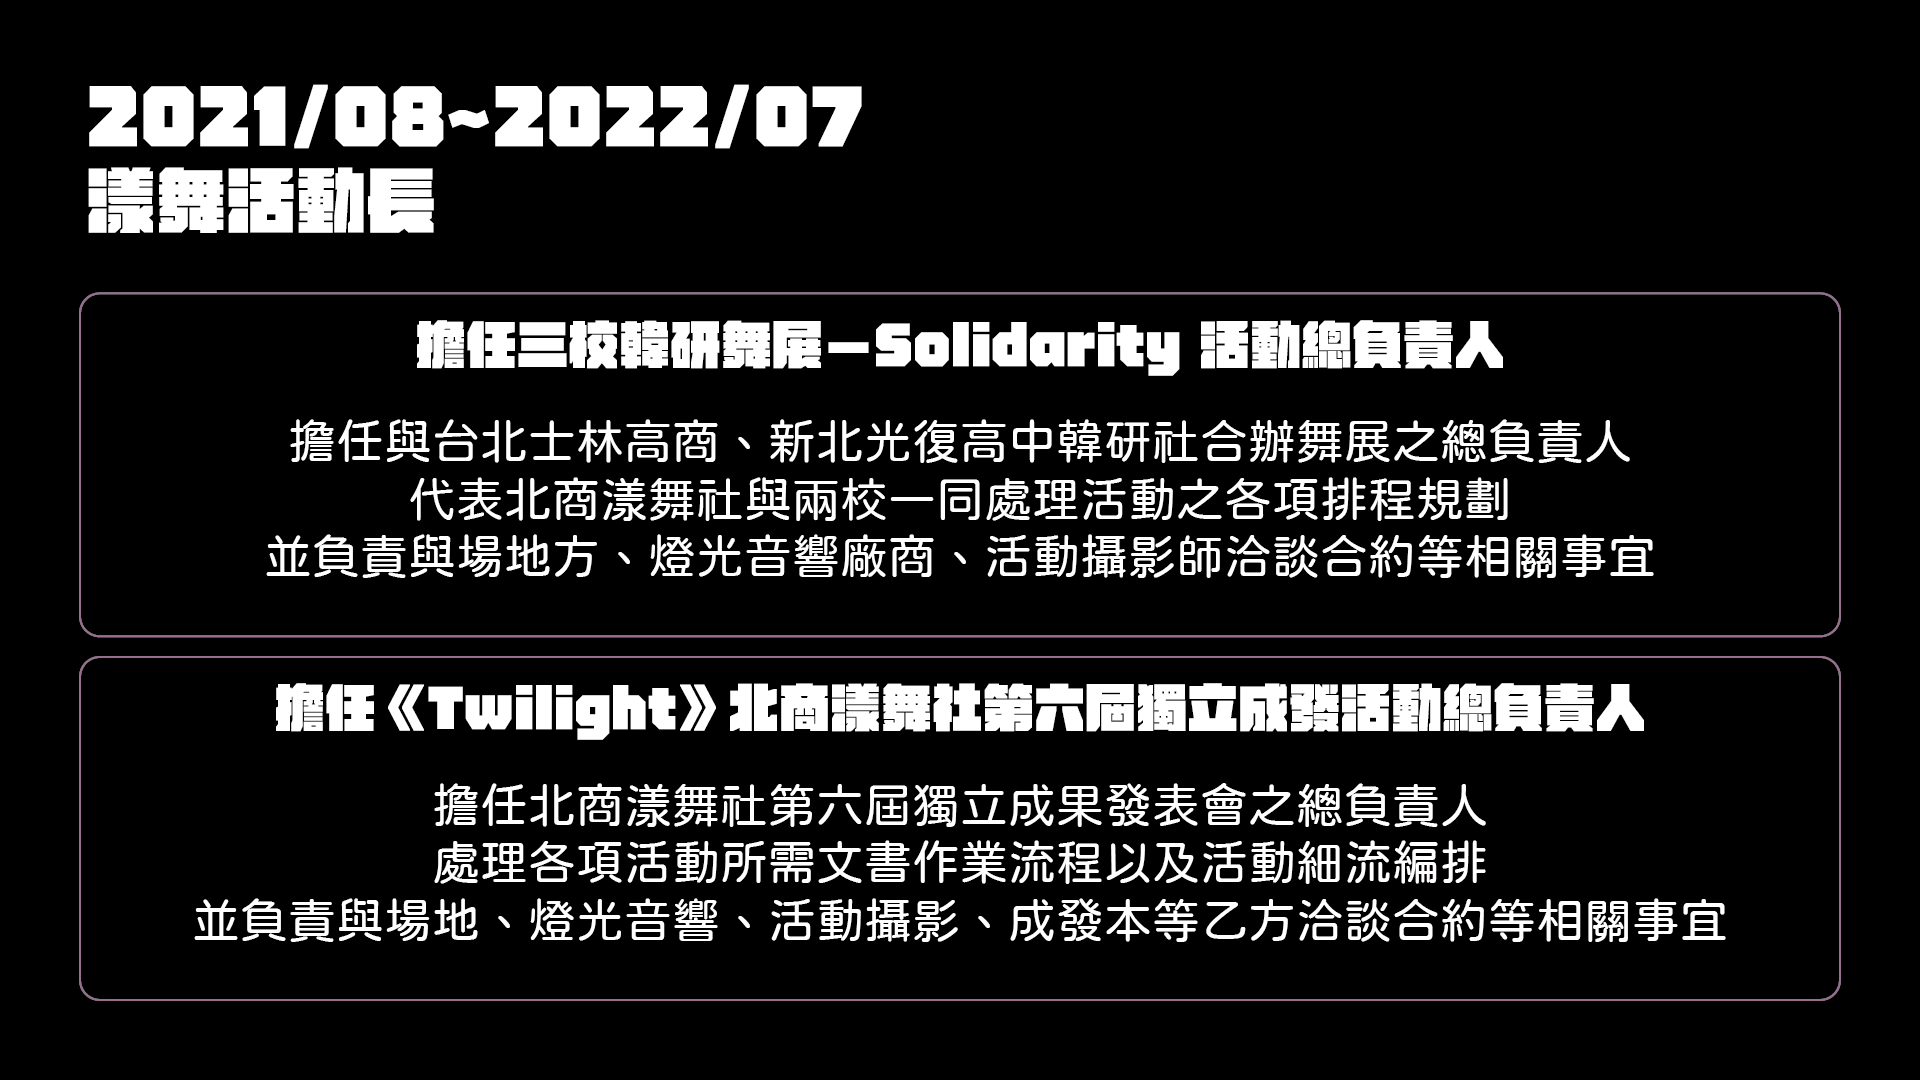 2021/08~2022/07
漾舞活動長
擔任三校韓研舞展—Solidarity 活動總負責人
擔任與台北士林高商、新北光復高中韓研社合辦舞展之總負責人
代表北商漾舞社與兩校一同處理活動之各項排程規劃
並負責與場地方、燈光音響廠商、活動攝影師洽談合約等相關事宜
擔任《Twilight》北商漾舞社第六屆獨立成發活動總負責人
擔任北商漾舞社第六屆獨立成果發表會之總負責人
處理各項活動所需文書作業流程以及活動細流編排
並負責與場地、燈光音響、活動攝影、成發本等乙方洽談合約等相關事宜